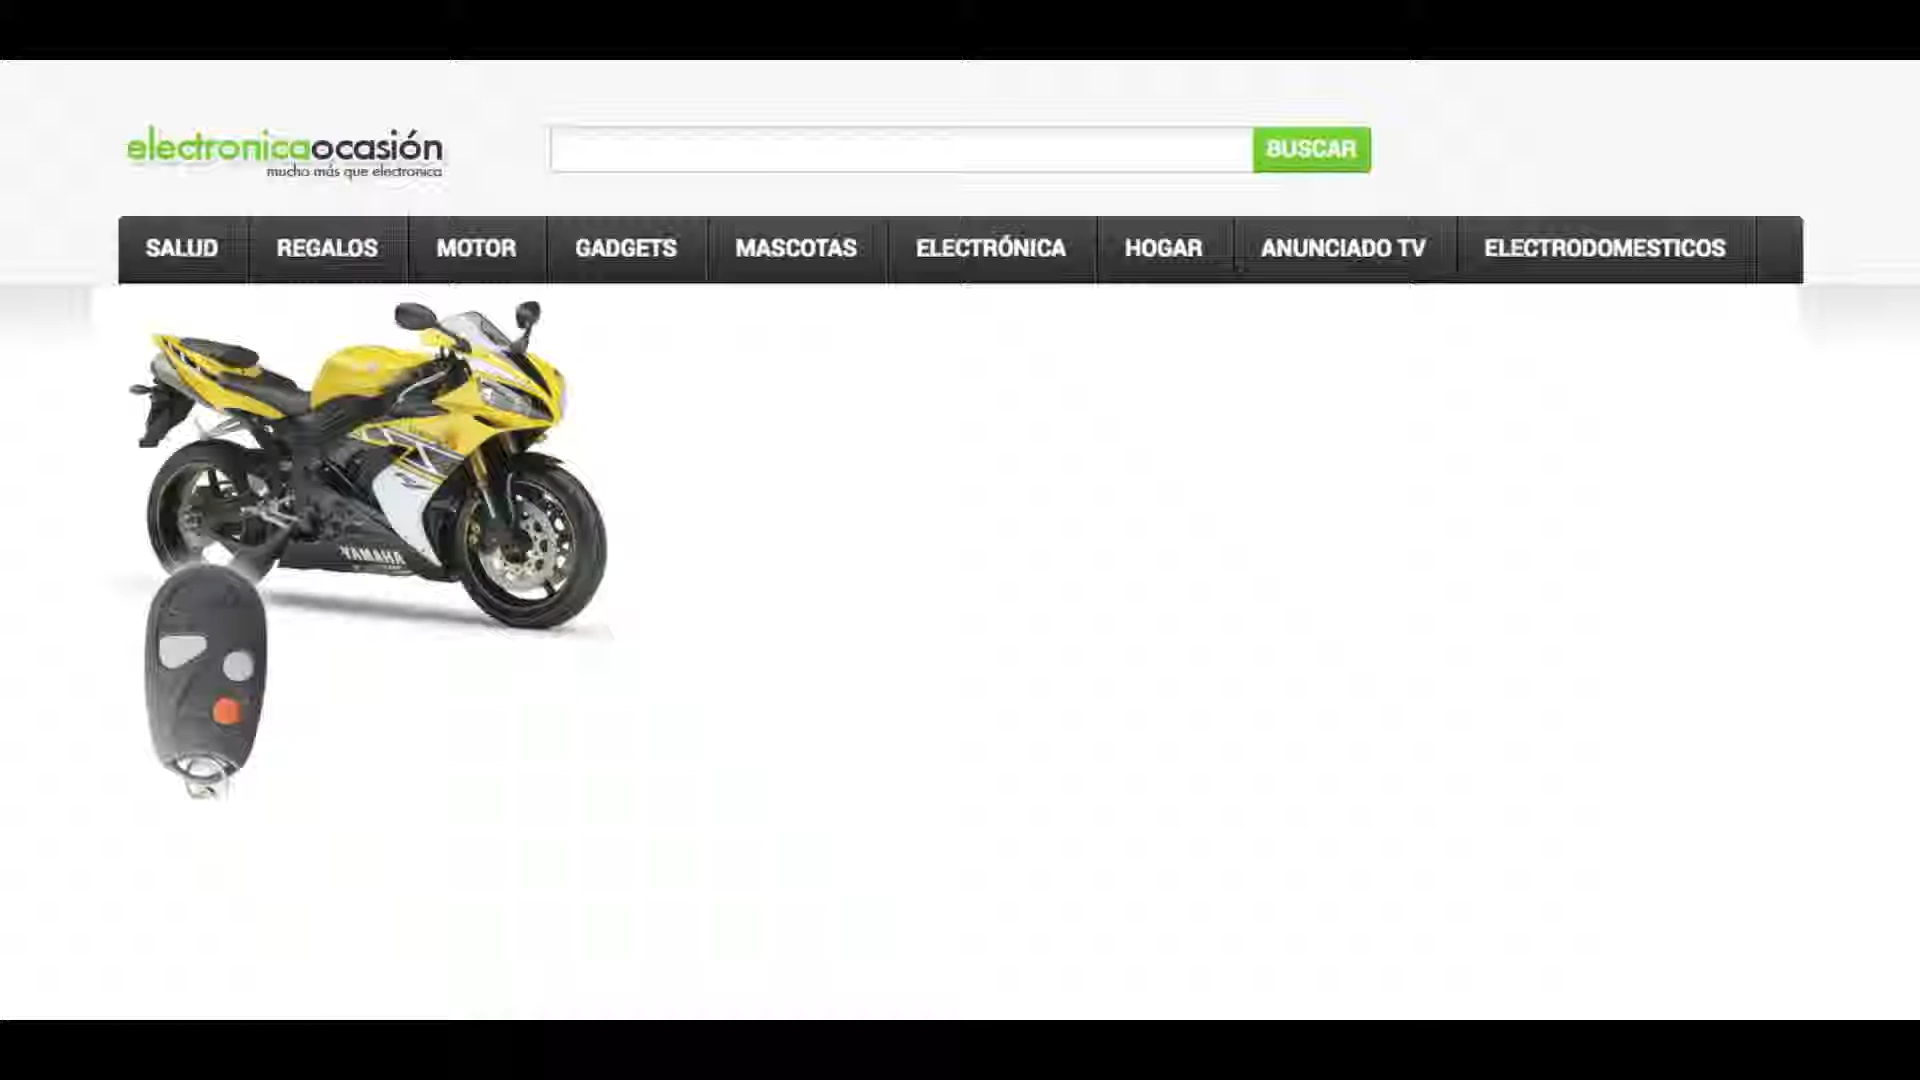 electronicaocasión
mucho más que electronica
BUSCAR
SALUD REGALOS MOTOR GADGETS MASCOTAS ELECTRÓNICA HOGAR ANUNCIADO TV ELECTRODOMESTICOS
YAMAHA